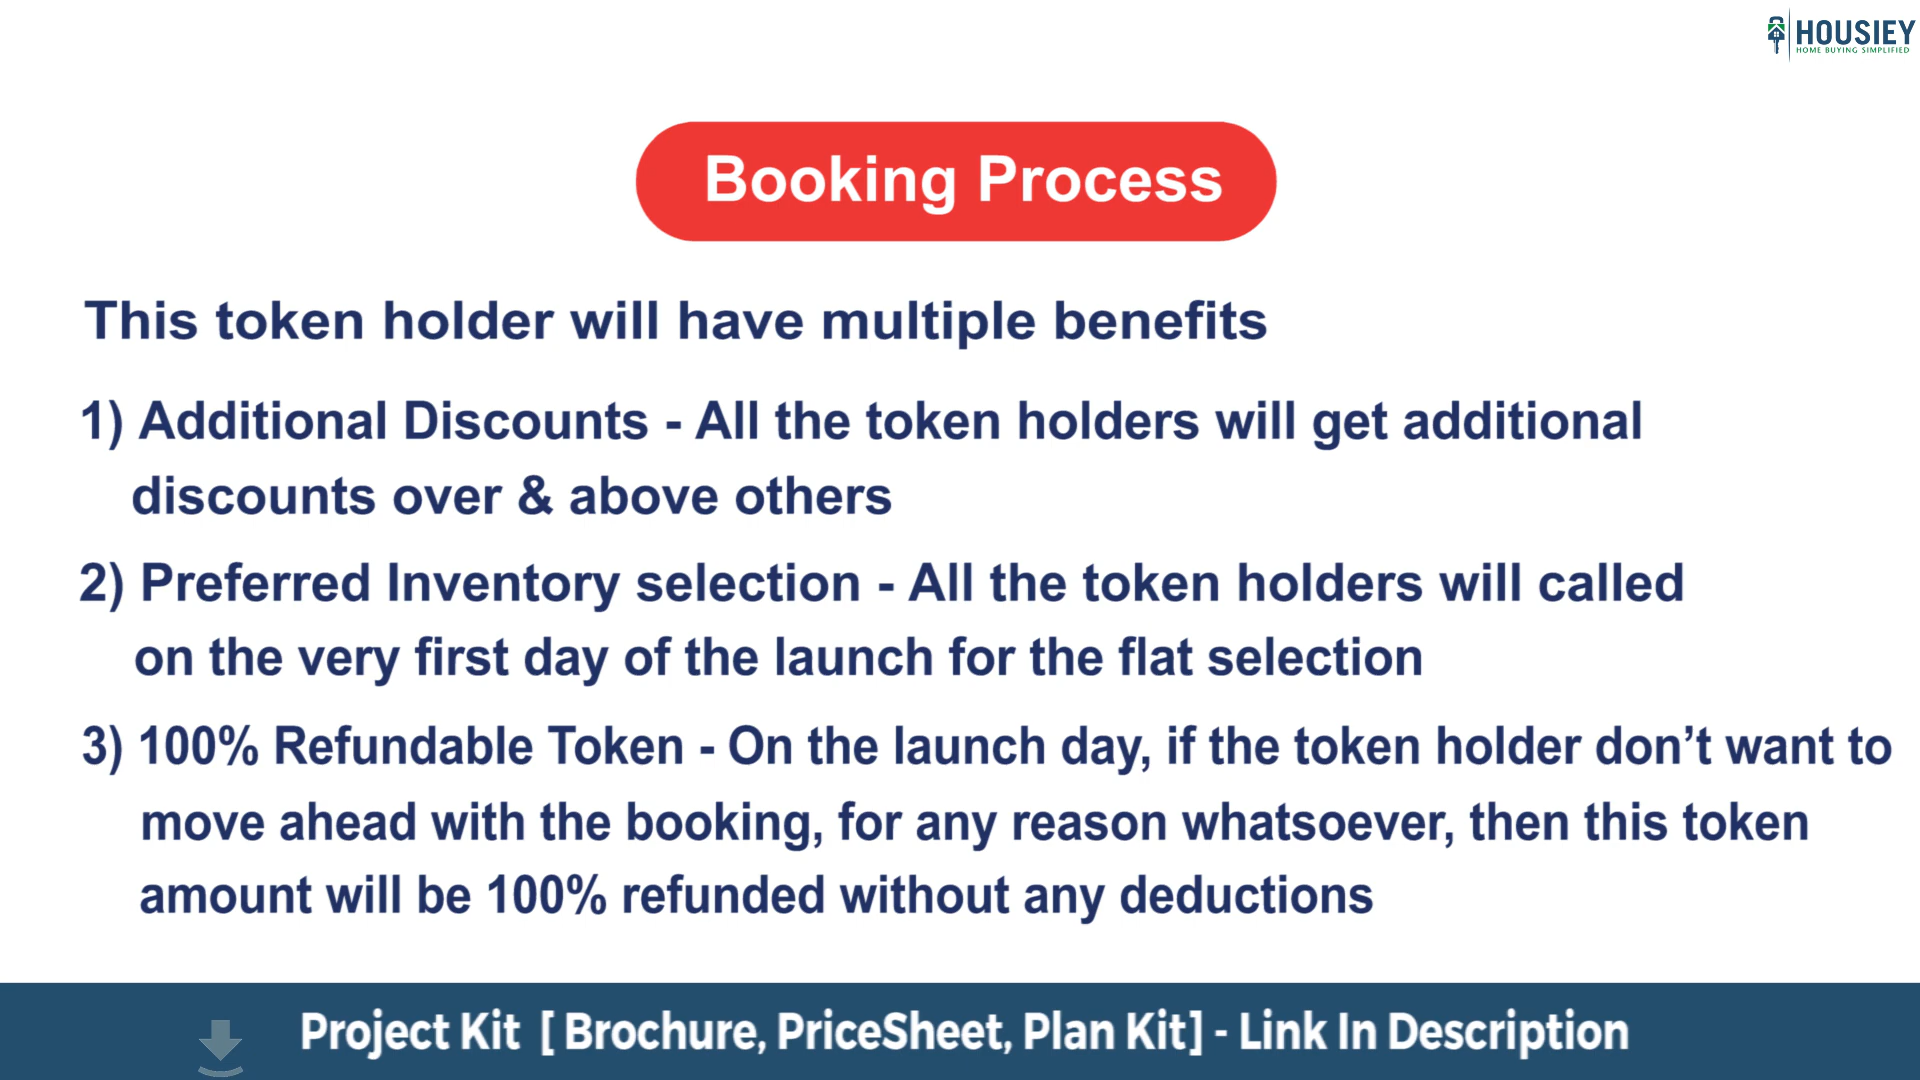 HOUSIEY
HOME BUYING SIMPLIFIED
Booking Process
This token holder will have multiple benefits
1) Additional Discounts - All the token holders will get additional
discounts over & above others
2) Preferred Inventory selection - All the token holders will called
on the very first day of the launch for the flat selection
3) 100% Refundable Token - On the launch day, if the token holder don’t want to
move ahead with the booking, for any reason whatsoever, then this token
amount will be 100% refunded without any deductions
Project Kit [ Brochure, PriceSheet, Plan Kit] - Link In Description